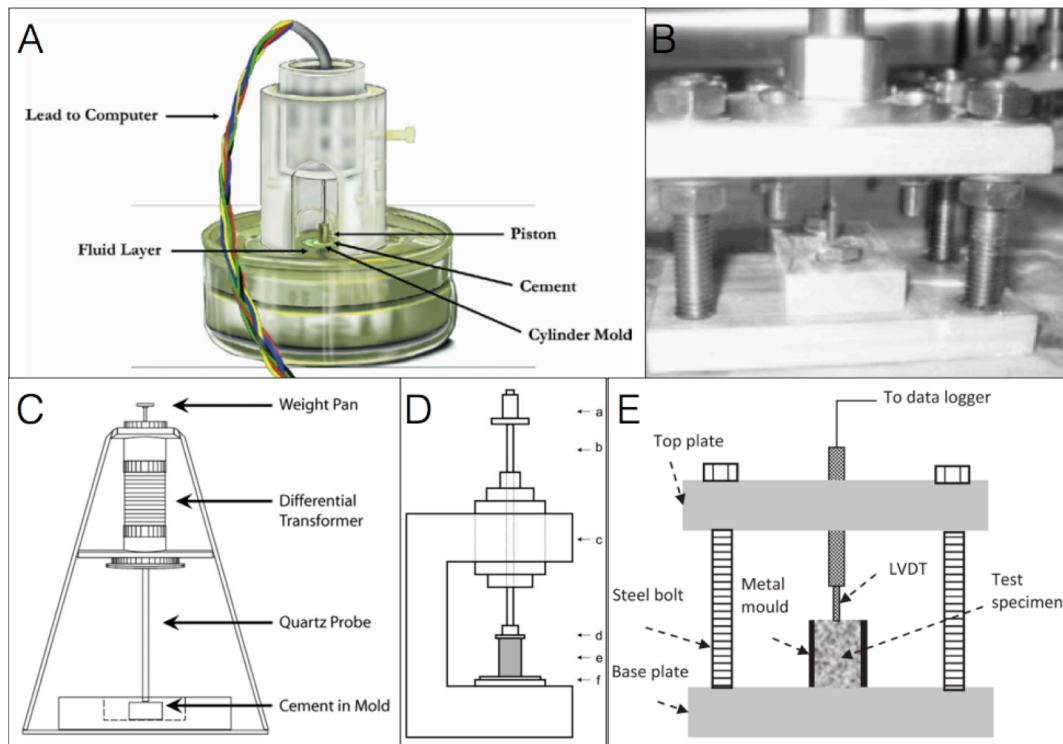 A
Lead to Computer
Fluid Layer
Piston
Cement
Cylinder Mold
B
C
Weight Pan
Differential
Transformer
Quartz Probe
Cement in Mold
D
a
b
c
d
e
f
E
To data logger
Top plate
LVDT
Metal
mould
Test
specimen
Steel bolt
Base plate